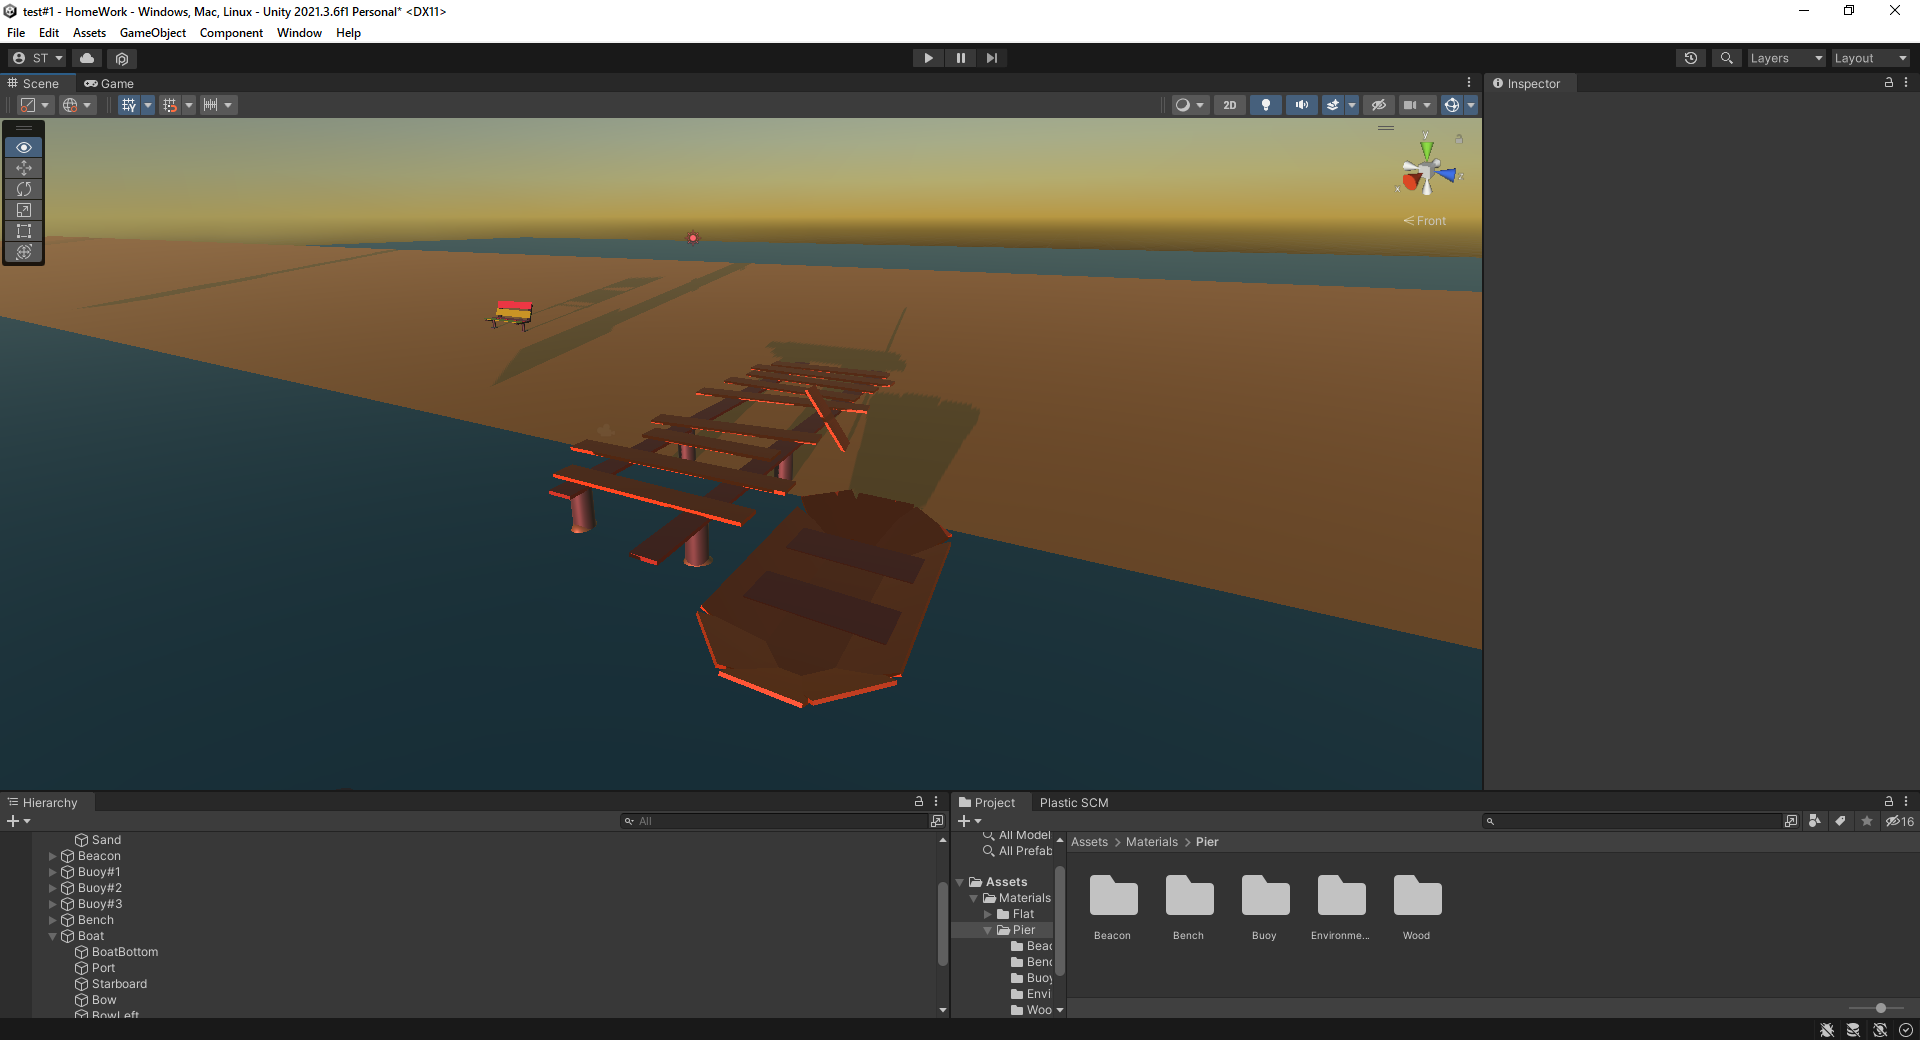 test#1 - HomeWork - Windows, Mac, Linux - Unity 2021.3.6f1 Personal* <DX11>
File Edit Assets GameObject Component Window Help
ST Layers Layout
Scene Game Inspector
2D
y
x z
Front
Hierarchy
All
Sand
Beacon
Buoy#1
Buoy#2
Buoy#3
Bench
Boat
BoatBottom
Port
Starboard
Bow
BowLeft
Project Plastic SCM
16
All Model
All Prefab
Assets
Materials
Flat
Pier
Beac
Benc
Buoy
Envi
Woo
Assets > Materials > Pier
Beacon Bench Buoy Environme... Wood